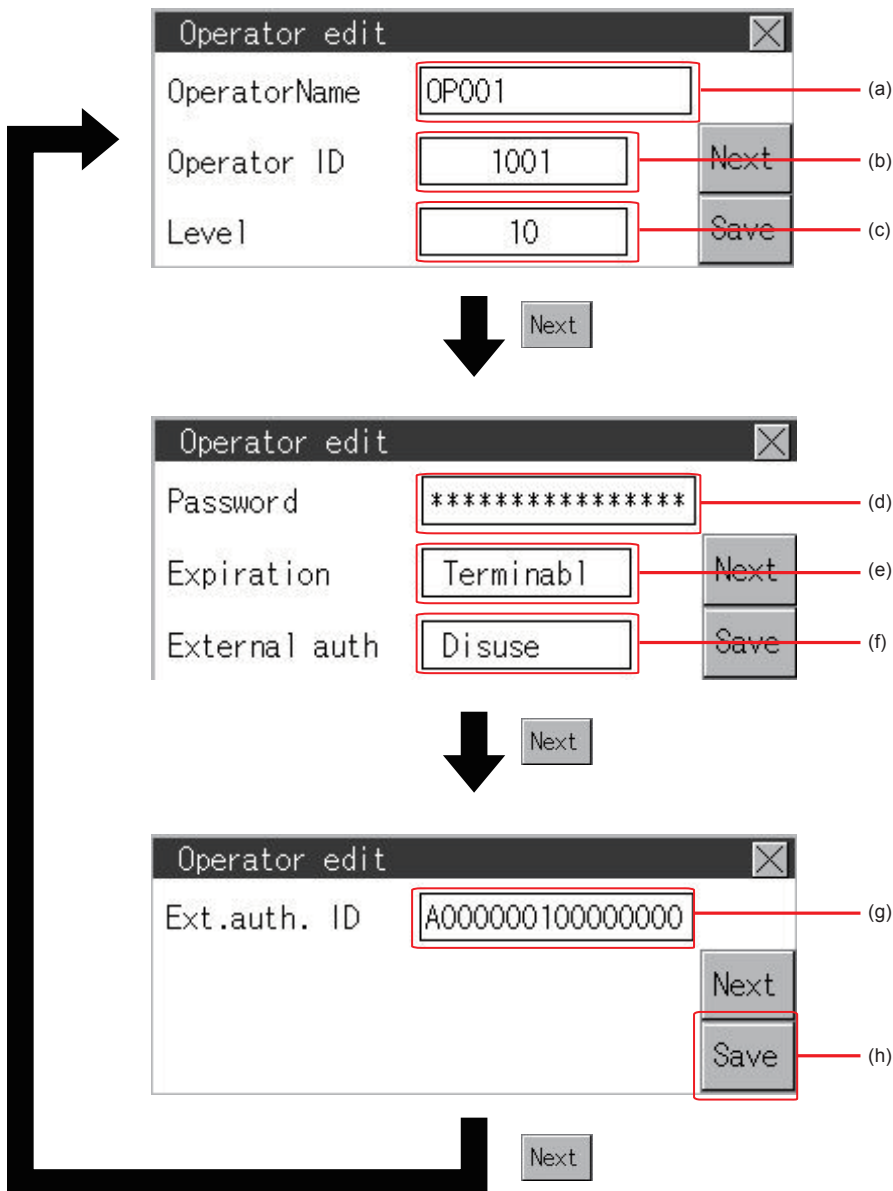 Operator edit
OperatorName OP001 (a)
Operator ID 1001 Next (b)
Level 10 Save (c)
Next
Operator edit
Password **************** (d)
Expiration Terminabl Next (e)
External auth Disuse Save (f)
Next
Operator edit
Ext.auth. ID A000000100000000 (g)
Next
Save (h)
Next